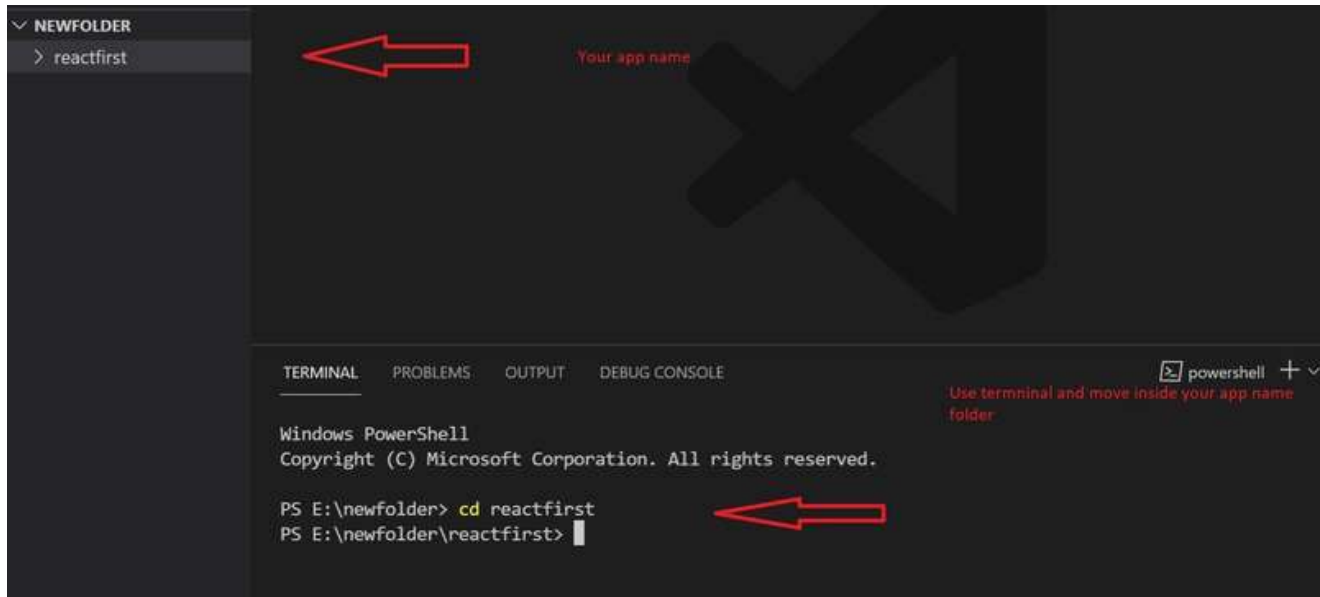 NEWFOLDER
reactfirst
Your app name
TERMINAL PROBLEMS OUTPUT DEBUG CONSOLE
powershell
Use termninal and move inside your app name
folder
Windows PowerShell
Copyright (C) Microsoft Corporation. All rights reserved.
PS E:\newfolder> cd reactfirst
PS E:\newfolder\reactfirst>